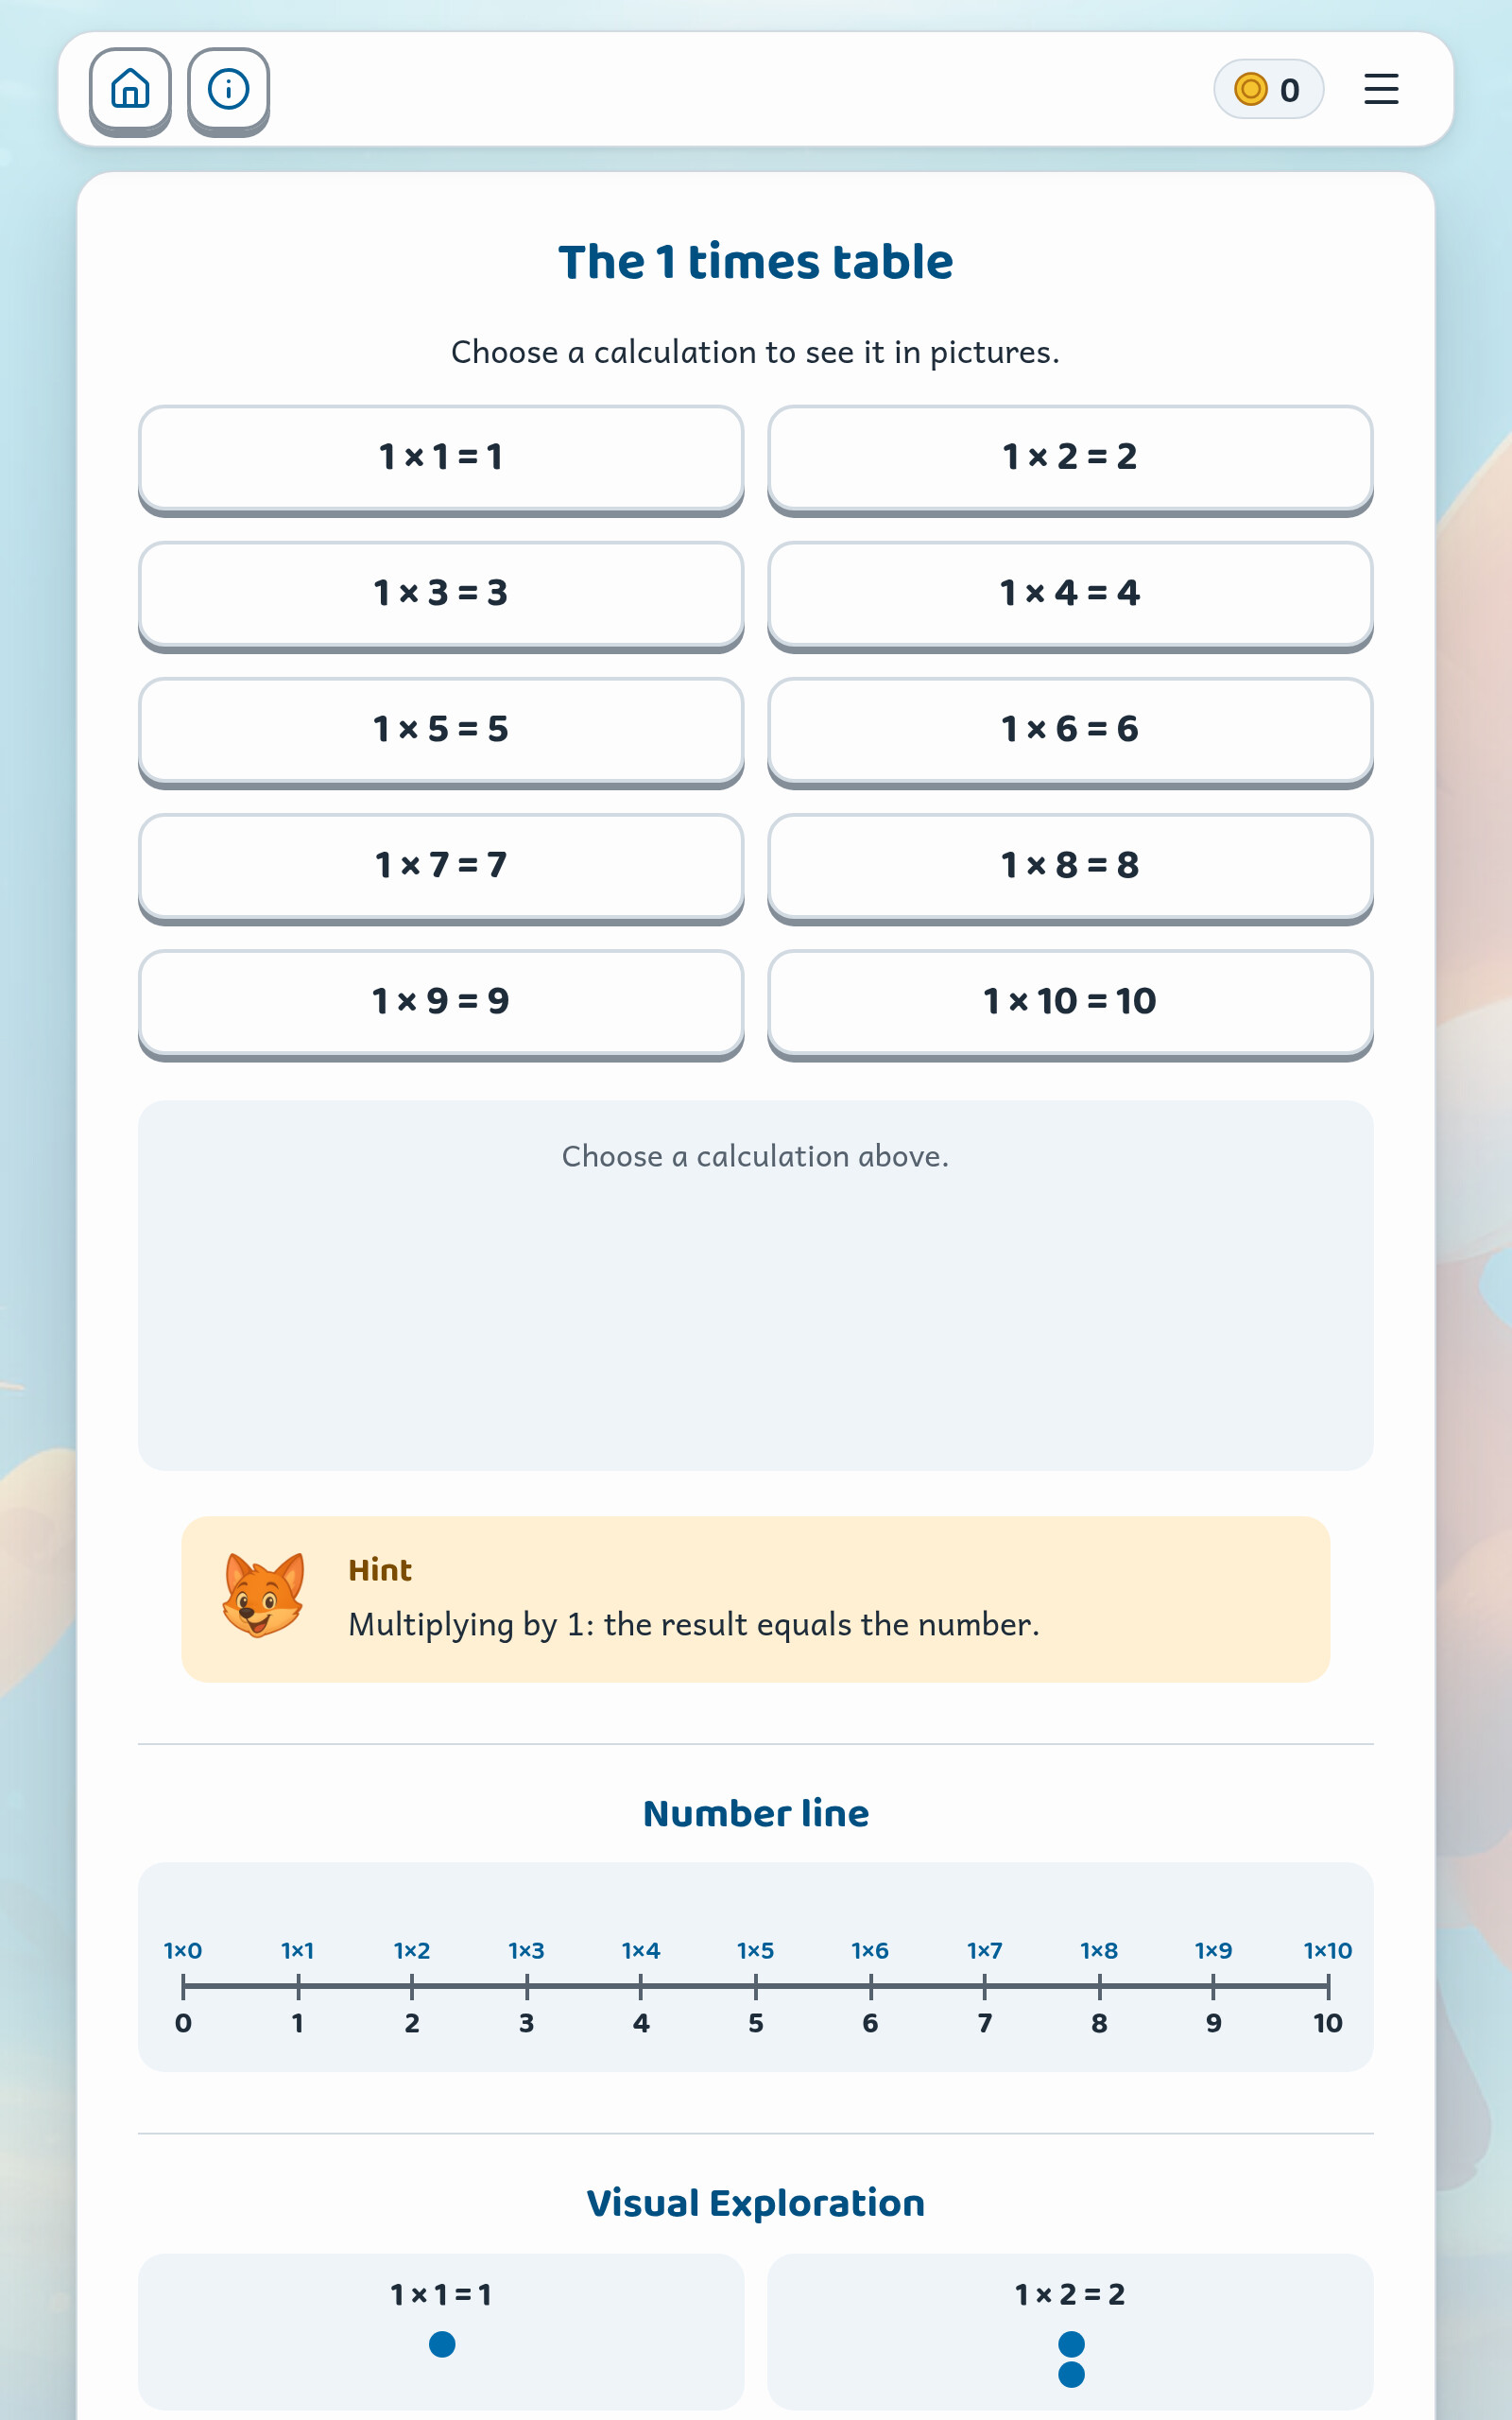 0
The 1 times table
Choose a calculation to see it in pictures.
1 × 1 = 1
1 × 2 = 2
1 × 3 = 3
1 × 4 = 4
1 × 5 = 5
1 × 6 = 6
1 × 7 = 7
1 × 8 = 8
1 × 9 = 9
1 × 10 = 10
Choose a calculation above.
Hint
Multiplying by 1: the result equals the number.
Number line
1×0 1×1 1×2 1×3 1×4 1×5 1×6 1×7 1×8 1×9 1×10
0 1 2 3 4 5 6 7 8 9 10
Visual Exploration
1 × 1 = 1
1 × 2 = 2